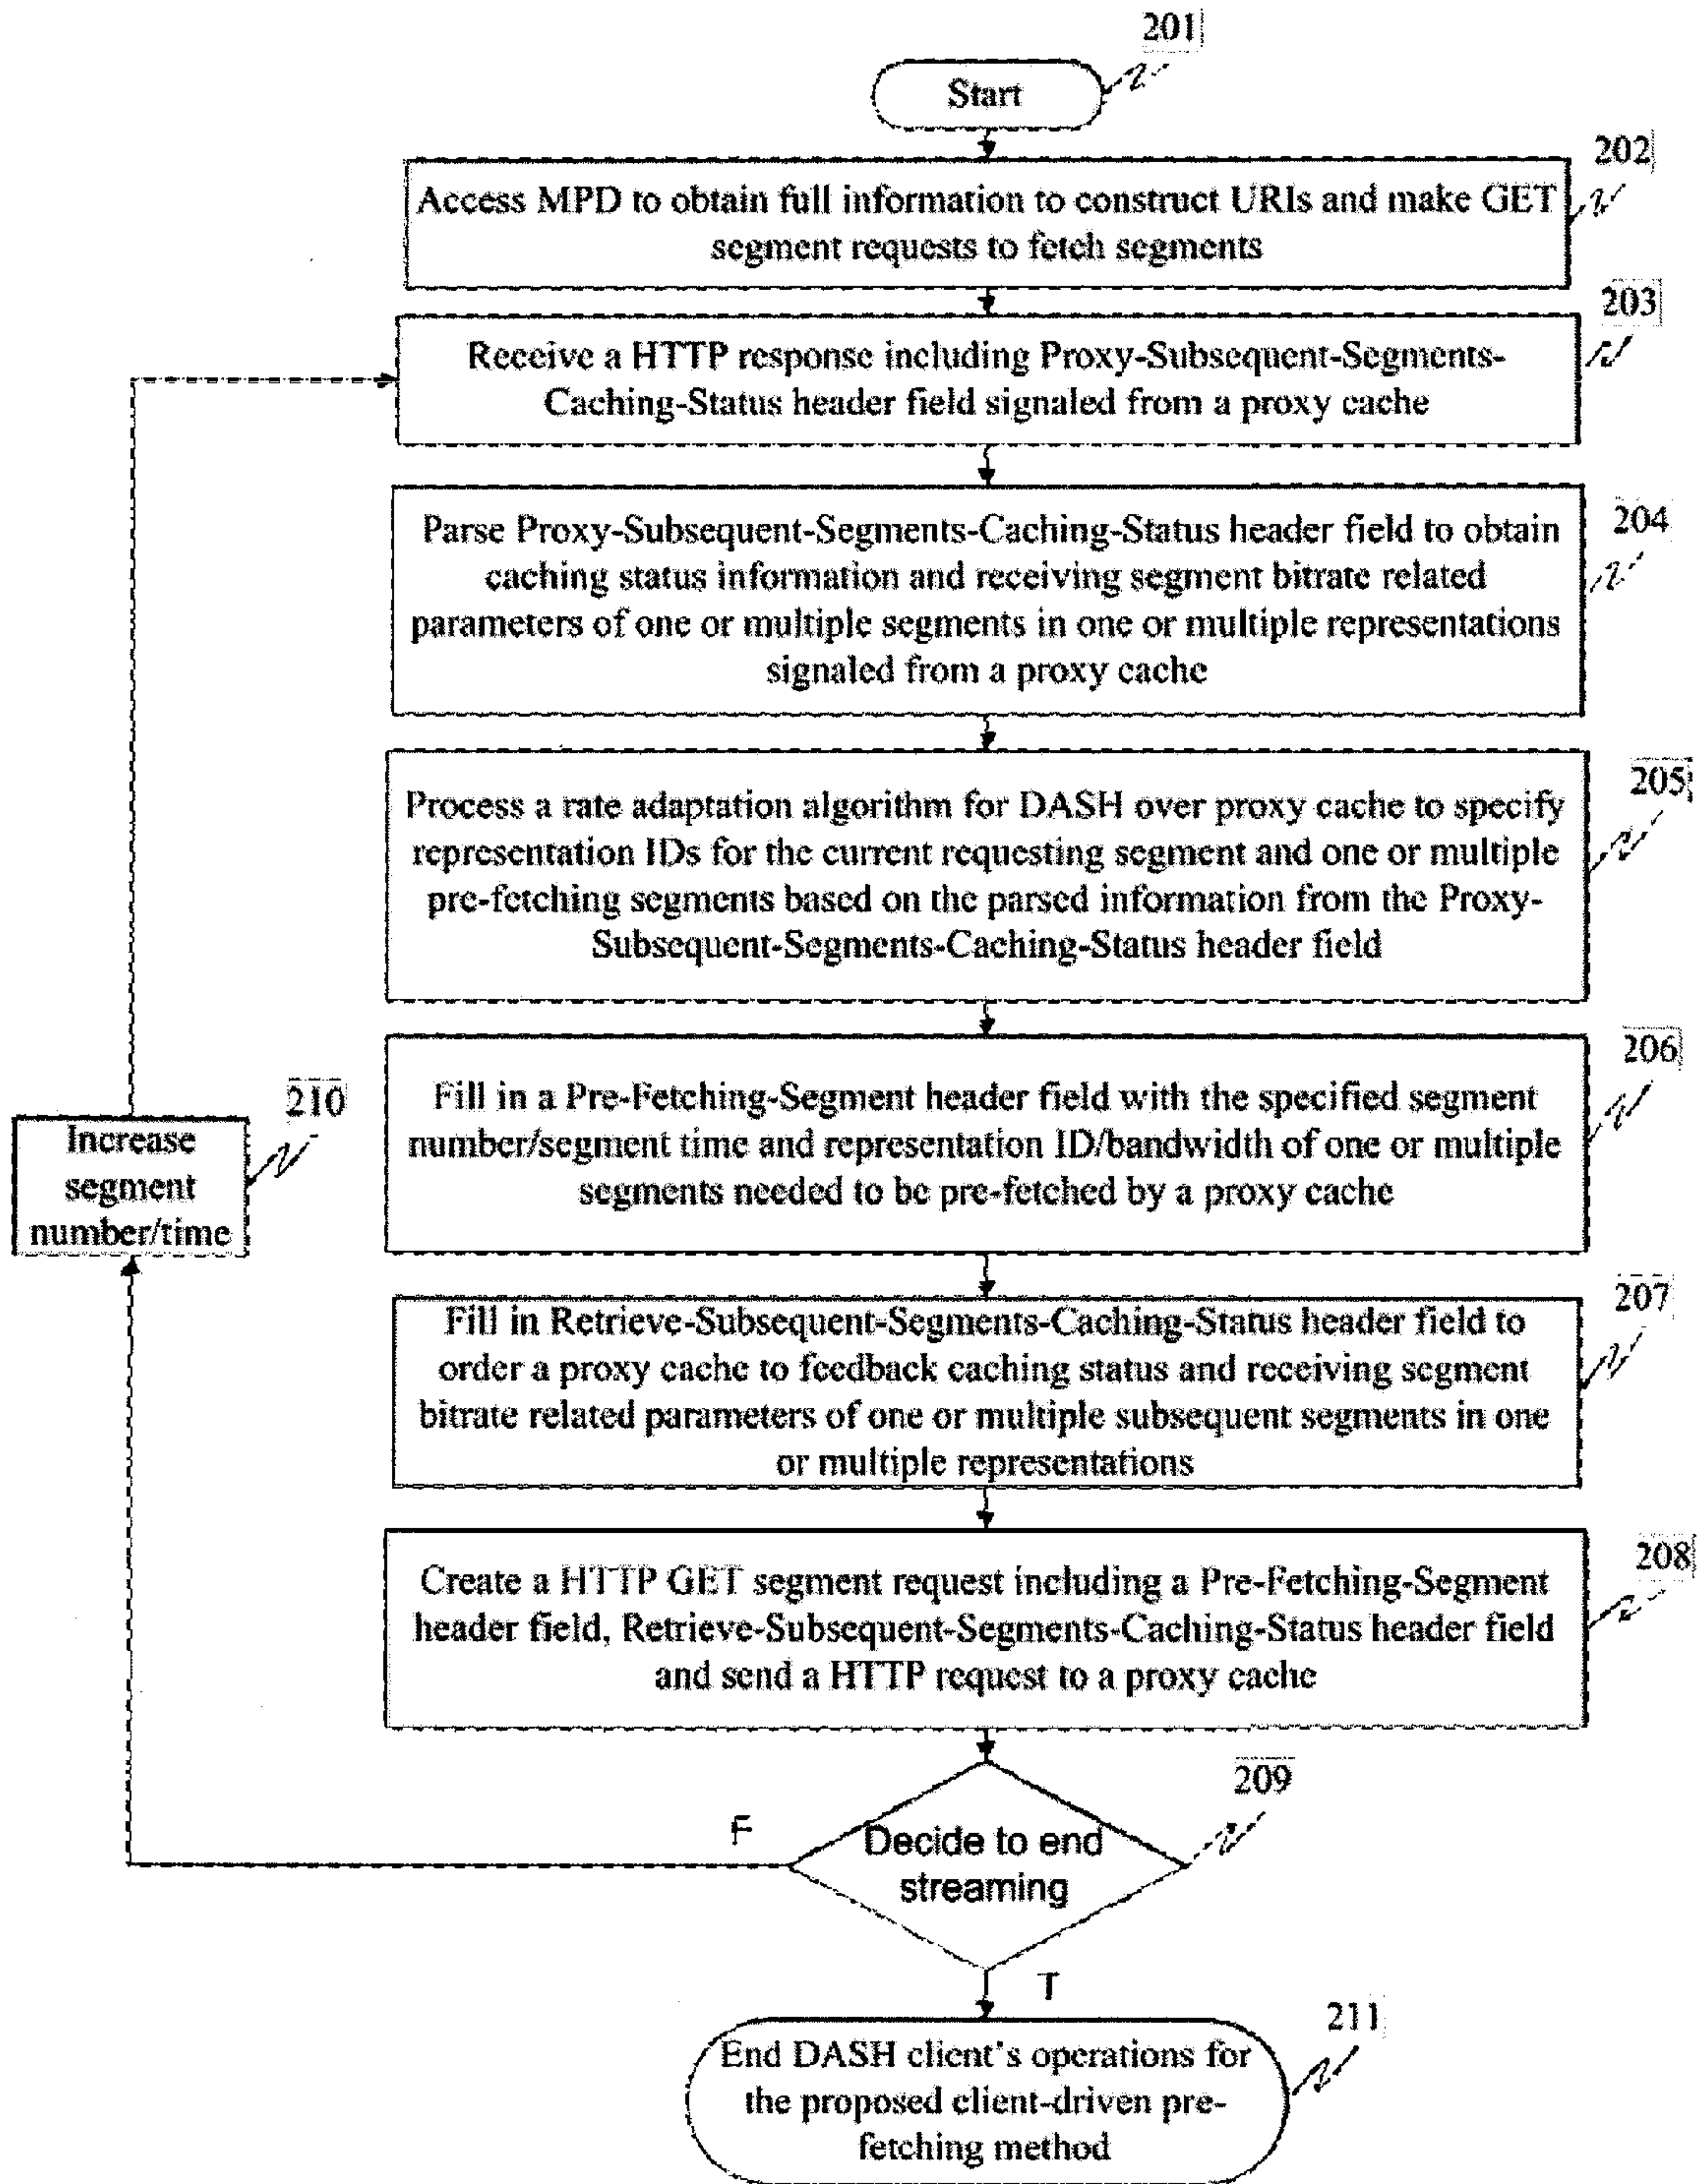 201
Start
202
Access MPD to obtain full information to construct URIs and make GET
segment requests to fetch segments
203
Receive a HTTP response including Proxy-Subsequent-Segments-
Caching-Status header field signaled from a proxy cache
204
Parse Proxy-Subsequent-Segments-Caching-Status header field to obtain
caching status information and receiving segment bitrate related
parameters of one or multiple segments in one or multiple representations
signaled from a proxy cache
205
Process a rate adaptation algorithm for DASH over proxy cache to specify
representation IDs for the current requesting segment and one or multiple
pre-fetching segments based on the parsed information from the Proxy-
Subsequent-Segments-Caching-Status header field
206
Fill in a Pre-Fetching-Segment header field with the specified segment
number/segment time and representation ID/bandwidth of one or multiple
segments needed to be pre-fetched by a proxy cache
210
Increase
segment
number/time
207
Fill in Retrieve-Subsequent-Segments-Caching-Status header field to
order a proxy cache to feedback caching status and receiving segment
bitrate related parameters of one or multiple subsequent segments in one
or multiple representations
208
Create a HTTP GET segment request including a Pre-Fetching-Segment
header field, Retrieve-Subsequent-Segments-Caching-Status header field
and send a HTTP request to a proxy cache
209
F
Decide to end
streaming
T
211
End DASH client's operations for
the proposed client-driven pre-
fetching method